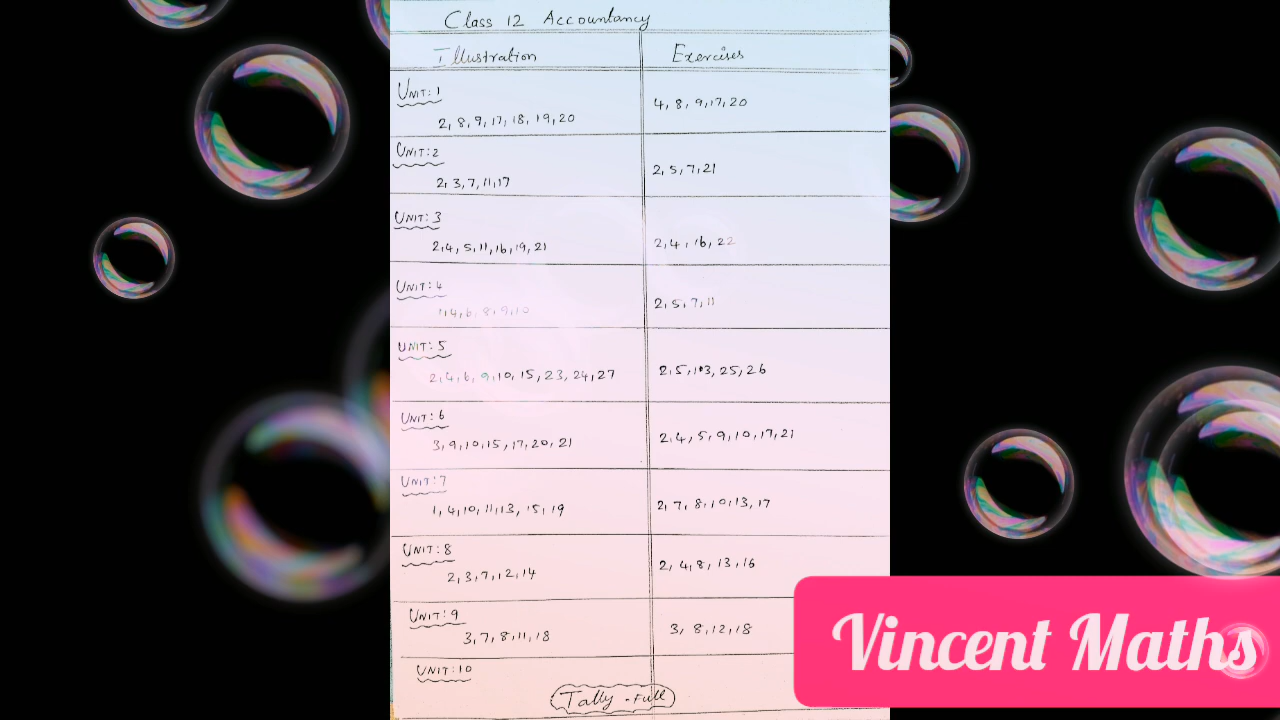 Class 12 Accountancy
Illustration Exercises
UNIT:1
4, 8, 9, 17, 20
2, 8, 9, 17, 18, 19, 20
UNIT:2
2, 5, 7, 21
2, 3, 7, 11, 17
UNIT:3
2, 4, 5, 11, 16, 19, 21
2, 4, 16, 22
UNIT:4
2, 5, 7, 11
UNIT:5
2, 4, 6, 9, 10, 15, 23, 24, 27
2, 5, 13, 25, 26
UNIT:6
3, 9, 10, 15, 17, 20, 21
2, 4, 5, 9, 10, 17, 21
UNIT:7
1, 4, 10, 11, 13, 15, 19
2, 7, 8, 10, 13, 17
UNIT:8
2, 4, 8, 13, 16
2, 3, 7, 12, 14
UNIT:9
3, 8, 12, 18
3, 7, 8, 11, 18
UNIT:10
Tally - Full
Vincent Maths